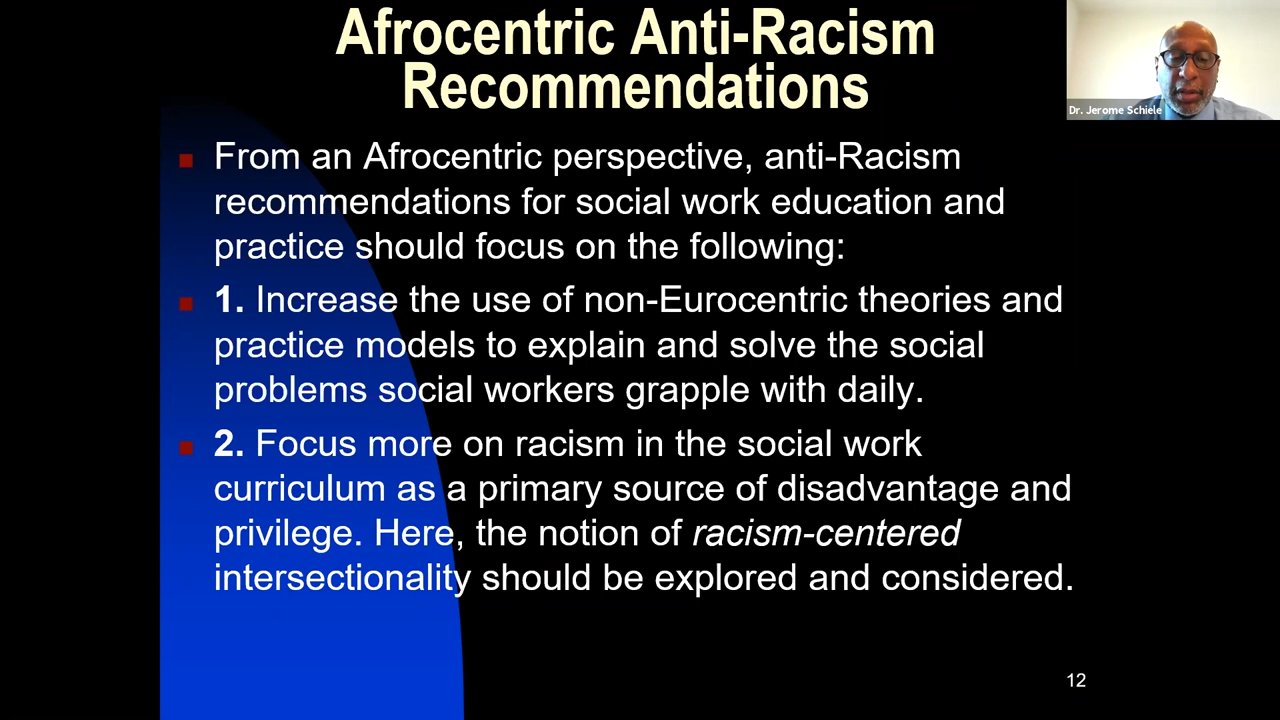 Afrocentric Anti-Racism
Recommendations
Dr. Jerome Schiele
From an Afrocentric perspective, anti-Racism
recommendations for social work education and
practice should focus on the following:
1. Increase the use of non-Eurocentric theories and
practice models to explain and solve the social
problems social workers grapple with daily.
2. Focus more on racism in the social work
curriculum as a primary source of disadvantage and
privilege. Here, the notion of racism-centered
intersectionality should be explored and considered.
12